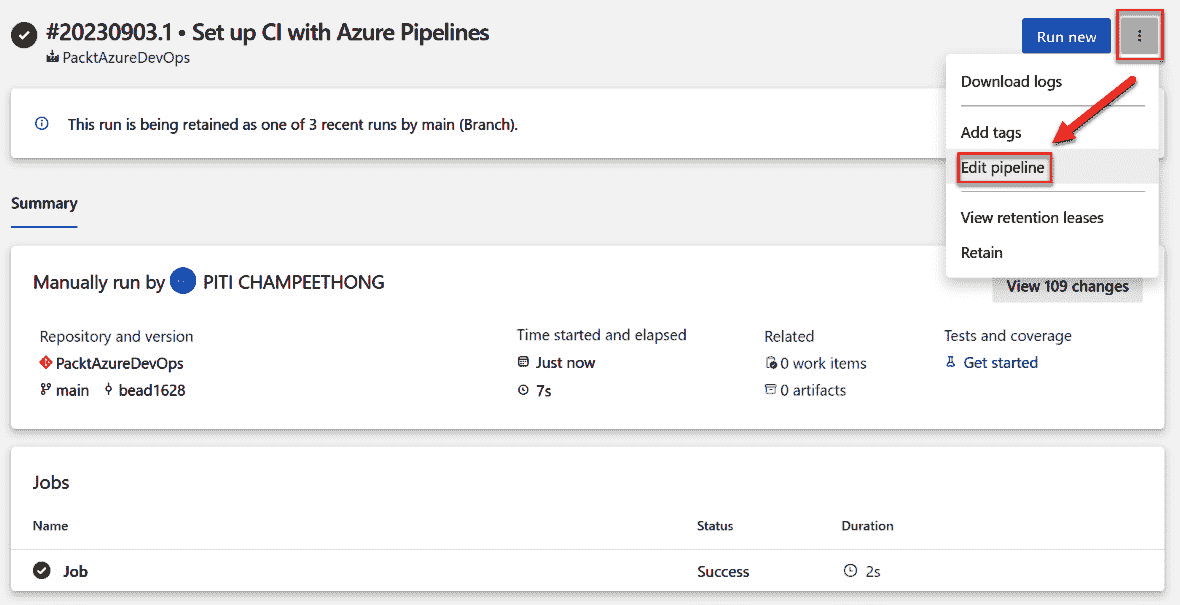 #20230903.1 • Set up CI with Azure Pipelines
PacktAzureDevOps
Run new
Download logs
Add tags
Edit pipeline
View retention leases
Retain
This run is being retained as one of 3 recent runs by main (Branch).
Summary
Manually run by PITI CHAMPEETHONG
View 109 changes
Repository and version
PacktAzureDevOps
main bead1628
Time started and elapsed
Just now
7s
Related
0 work items
0 artifacts
Tests and coverage
Get started
Jobs
Name Status Duration
Job Success 2s